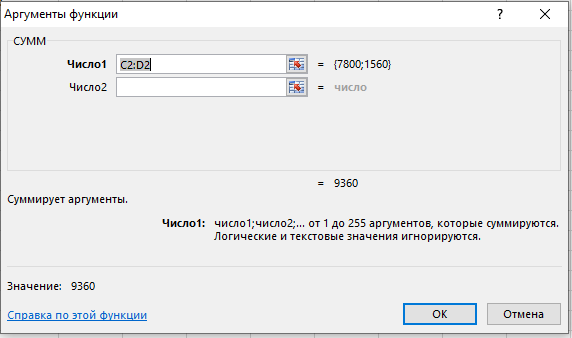 Аргументы функции
СУММ
Число1 C2:D2 = {7800;1560}
Число2 = число
= 9360
Суммирует аргументы.
Число1: число1;число2;... от 1 до 255 аргументов, которые суммируются.
Логические и текстовые значения игнорируются.
Значение: 9360
Справка по этой функции
ОК
Отмена